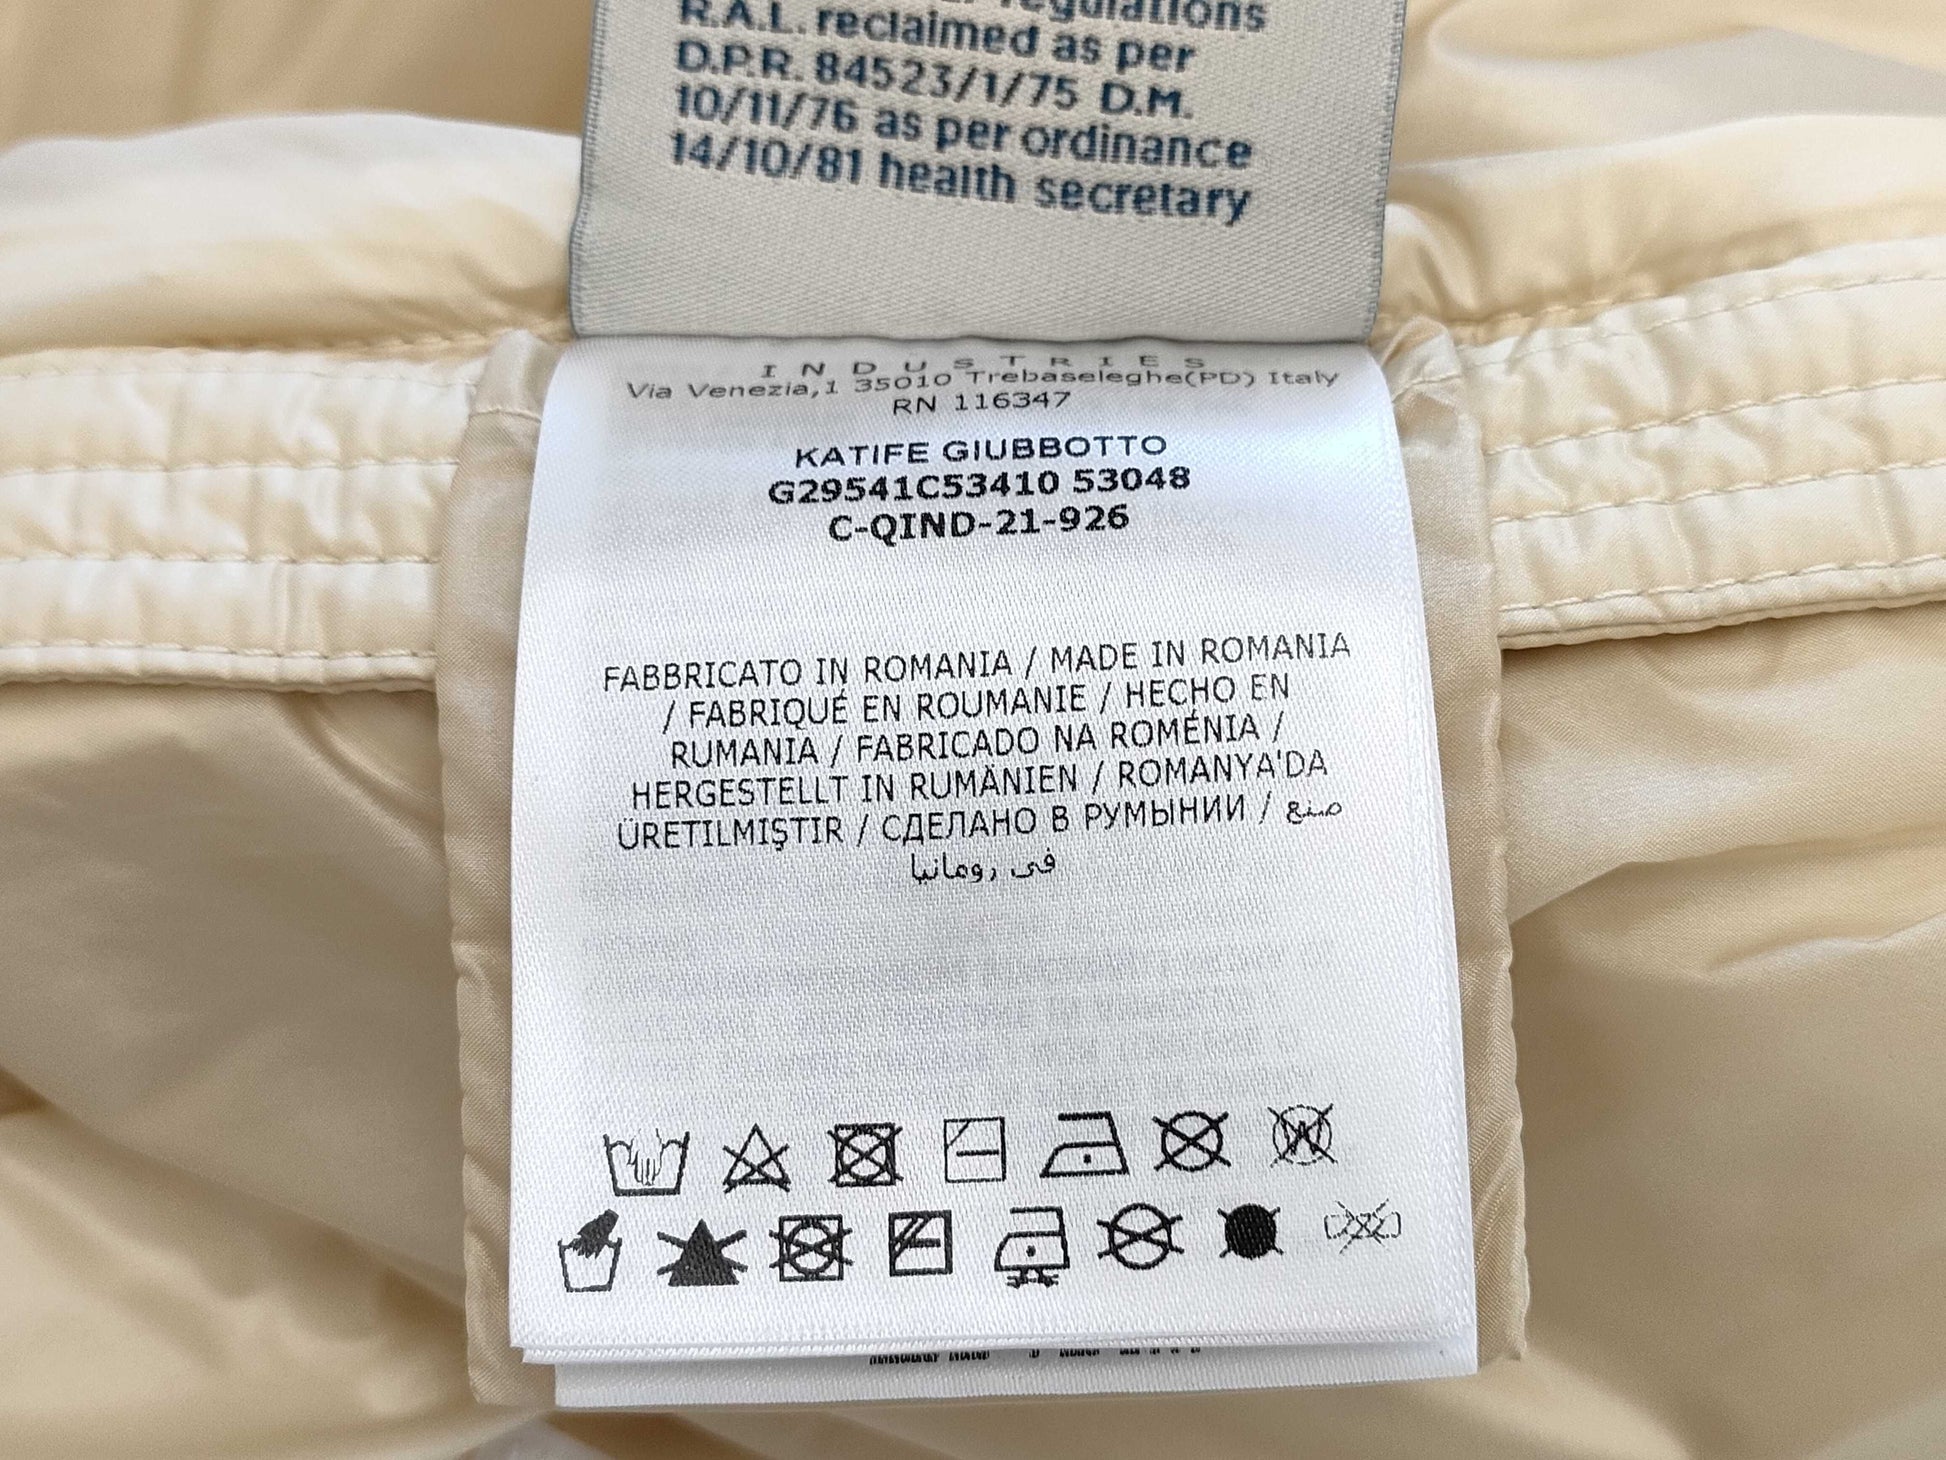 regulations
R.A.L. reclaimed as per
D.P.R. 84523/1/75 D.M.
10/11/76 as per ordinance
14/10/81 health secretary
INDUSTRIES
Via Venezia,1 35010 Trebaseleghe(PD) Italy
RN 116347
KATIFE GIUBBOTTO
G29541C53410 53048
C-QIND-21-926
FABBRICATO IN ROMANIA / MADE IN ROMANIA
/ FABRIQUÉ EN ROUMANIE / HECHO EN
RUMANIA / FABRICADO NA ROMÉNIA /
HERGESTELLT IN RUMÄNIEN / ROMANYA'DA
ÜRETILMIŞTIR / СДЕЛАНО В РУМЫНИИ / صنع
في رومانيا
W